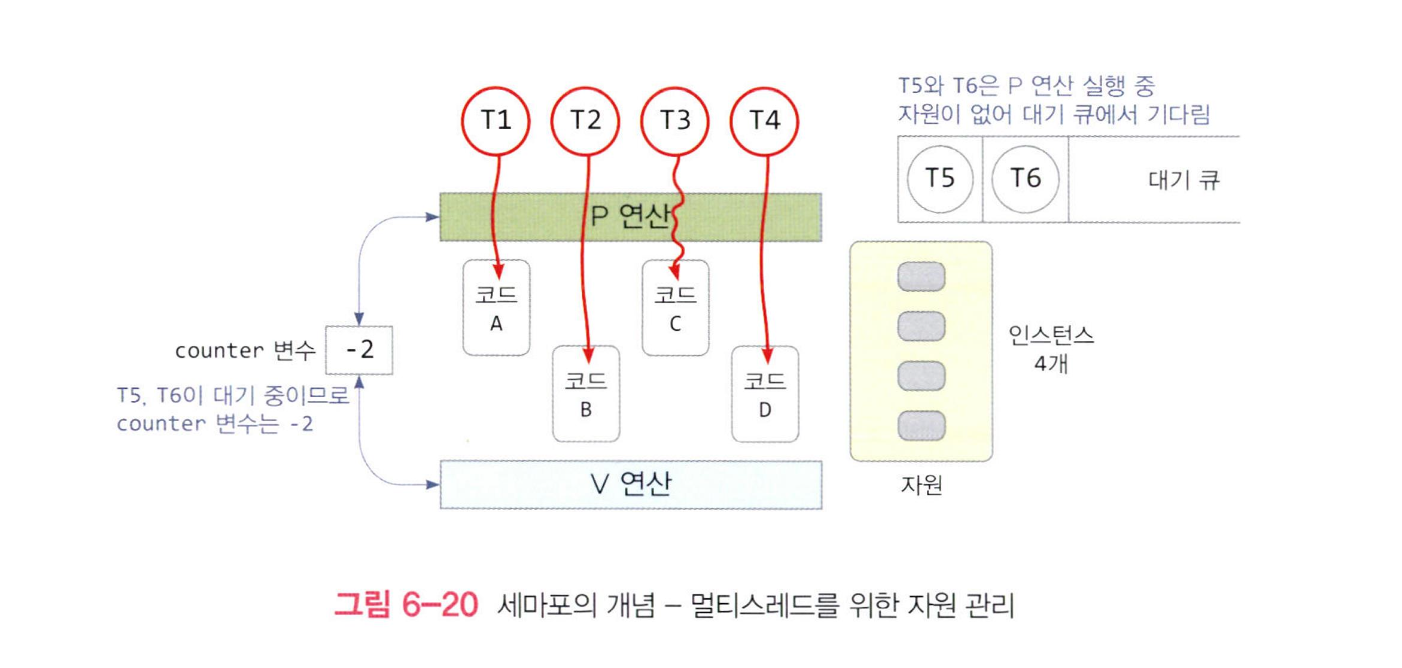 T1 T2 T3 T4
T5와 T6은 P 연산 실행 중
자원이 없어 대기 큐에서 기다림
T5 T6 대기 큐
P 연산
코드
A
코드
B
코드
C
코드
D
counter 변수 -2
T5, T6이 대기 중이므로
counter 변수는 -2
V 연산
인스턴스
4개
자원
그림 6-20 세마포의 개념 – 멀티스레드를 위한 자원 관리